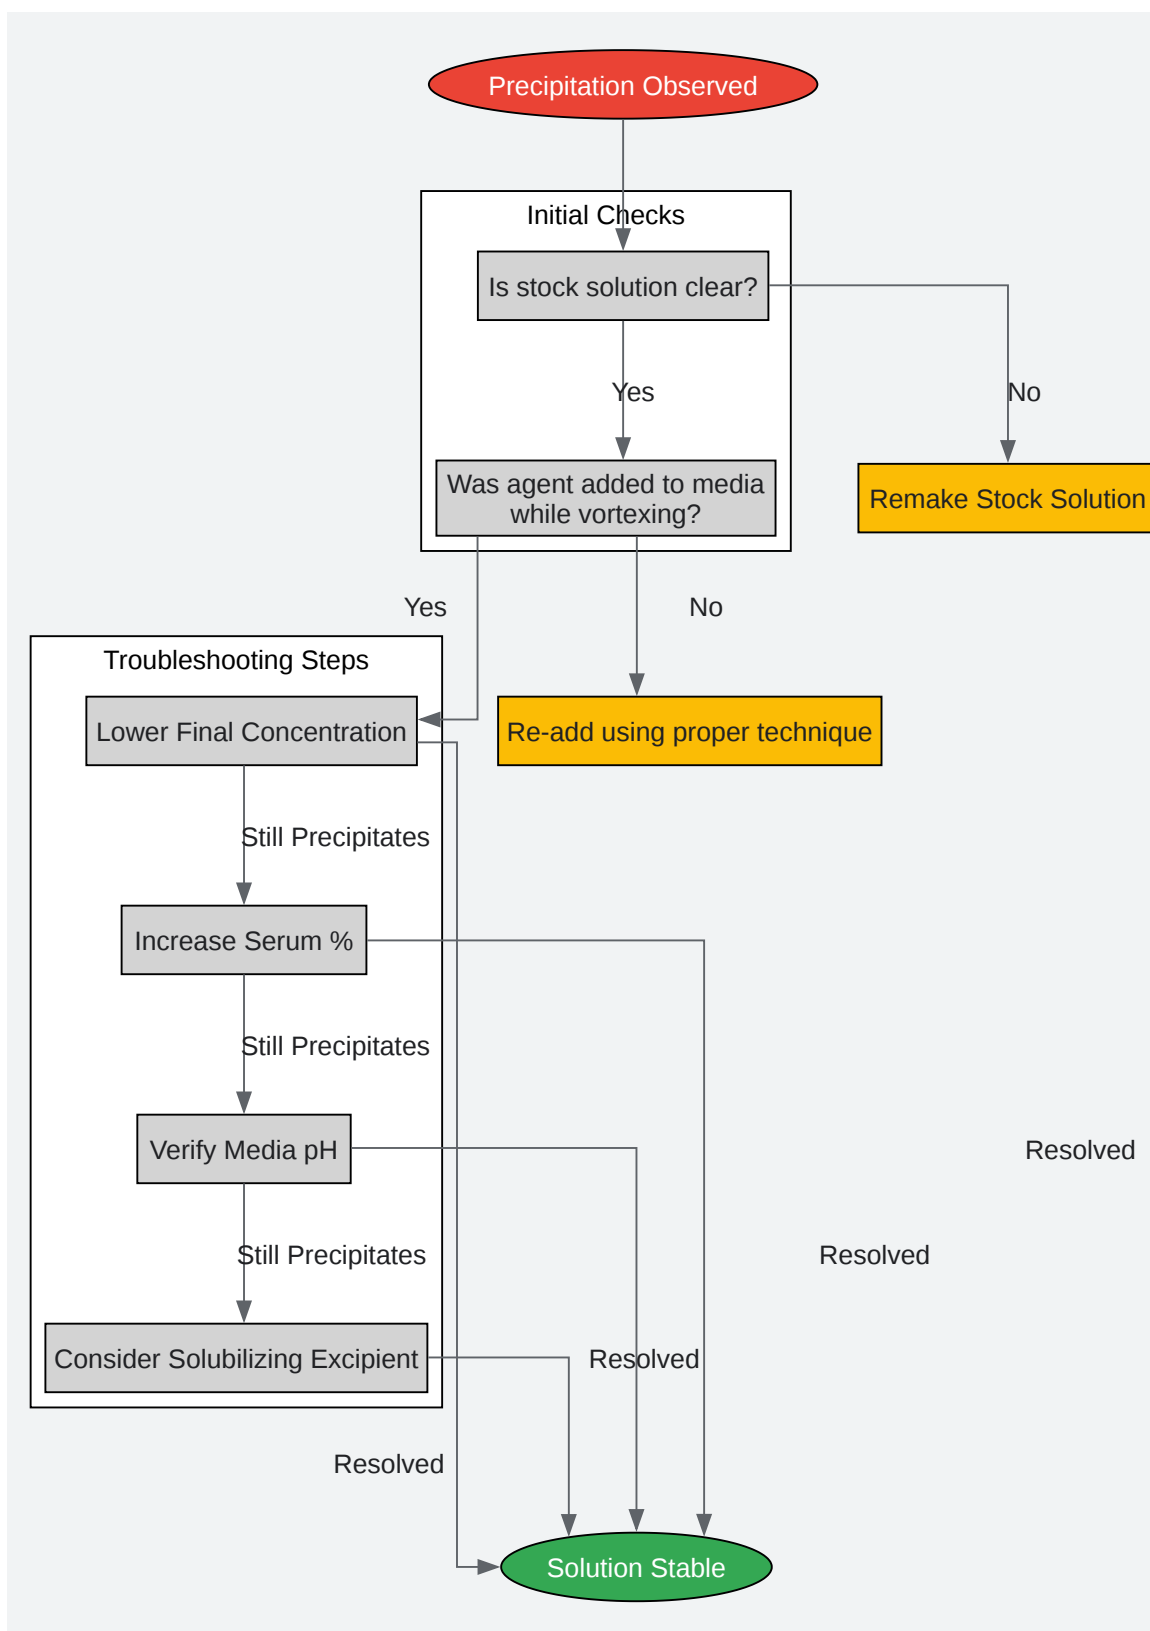 Precipitation Observed
Initial Checks
Is stock solution clear?
Yes
No
Was agent added to media
while vortexing?
Remake Stock Solution
Yes
No
Troubleshooting Steps
Lower Final Concentration
Re-add using proper technique
Still Precipitates
Increase Serum %
Still Precipitates
Verify Media pH
Resolved
Still Precipitates
Resolved
Consider Solubilizing Excipient
Resolved
Resolved
Solution Stable